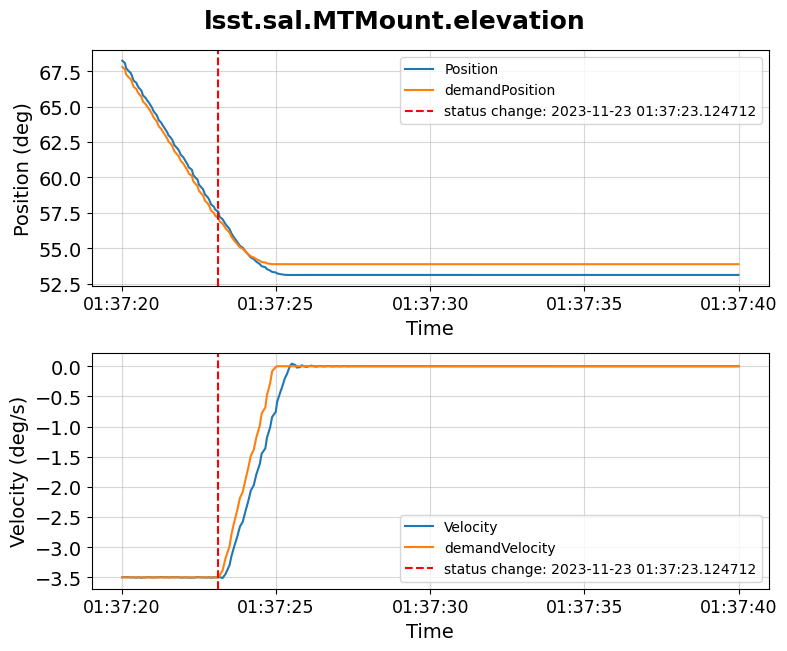 lsst.sal.MTMount.elevation
Position (deg)
67.5
65.0
62.5
60.0
57.5
55.0
52.5
Position
demandPosition
status change: 2023-11-23 01:37:23.124712
01:37:20
01:37:25
01:37:30
01:37:35
01:37:40
Time
Velocity (deg/s)
0.0
−0.5
−1.0
−1.5
−2.0
−2.5
−3.0
−3.5
Velocity
demandVelocity
status change: 2023-11-23 01:37:23.124712
01:37:20
01:37:25
01:37:30
01:37:35
01:37:40
Time